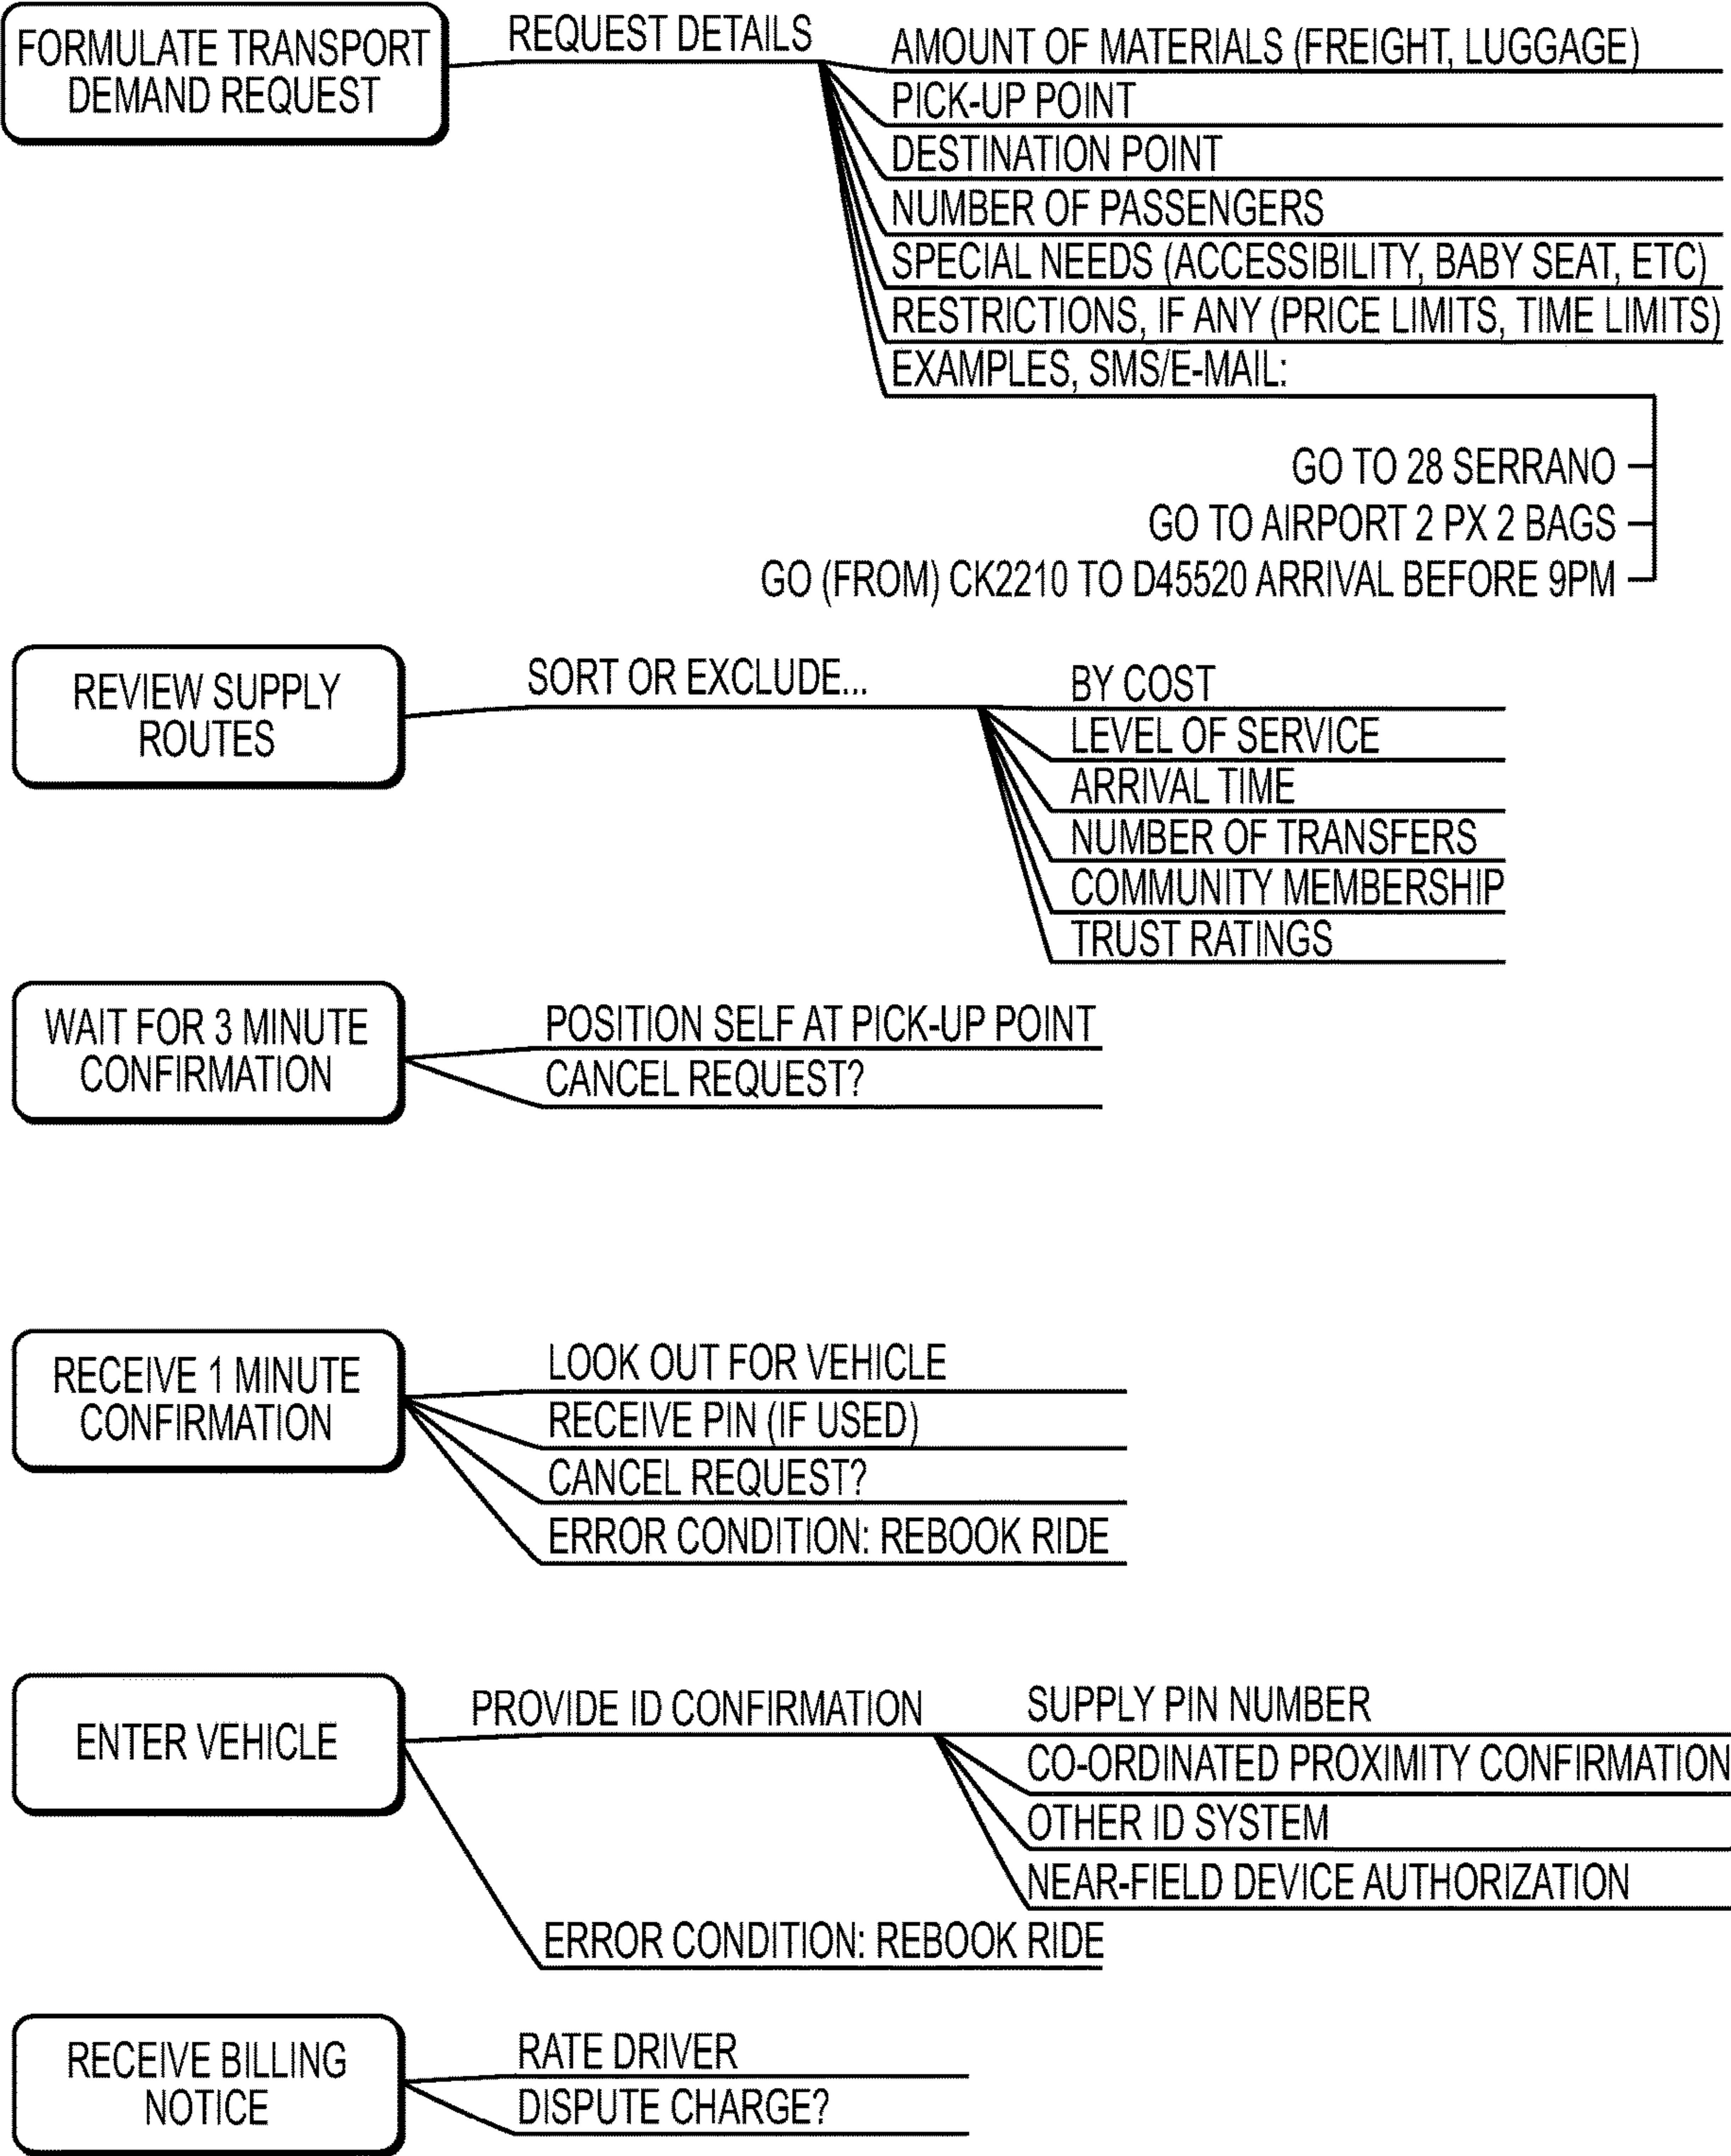 FORMULATE TRANSPORT
DEMAND REQUEST
REQUEST DETAILS
AMOUNT OF MATERIALS (FREIGHT, LUGGAGE)
PICK-UP POINT
DESTINATION POINT
NUMBER OF PASSENGERS
SPECIAL NEEDS (ACCESSIBILITY, BABY SEAT, ETC)
RESTRICTIONS, IF ANY (PRICE LIMITS, TIME LIMITS)
EXAMPLES, SMS/E-MAIL:
GO TO 28 SERRANO
GO TO AIRPORT 2 PX 2 BAGS
GO (FROM) CK2210 TO D45520 ARRIVAL BEFORE 9PM
REVIEW SUPPLY
ROUTES
SORT OR EXCLUDE...
BY COST
LEVEL OF SERVICE
ARRIVAL TIME
NUMBER OF TRANSFERS
COMMUNITY MEMBERSHIP
TRUST RATINGS
WAIT FOR 3 MINUTE
CONFIRMATION
POSITION SELF AT PICK-UP POINT
CANCEL REQUEST?
RECEIVE 1 MINUTE
CONFIRMATION
LOOK OUT FOR VEHICLE
RECEIVE PIN (IF USED)
CANCEL REQUEST?
ERROR CONDITION: REBOOK RIDE
ENTER VEHICLE
PROVIDE ID CONFIRMATION
SUPPLY PIN NUMBER
CO-ORDINATED PROXIMITY CONFIRMATION
OTHER ID SYSTEM
NEAR-FIELD DEVICE AUTHORIZATION
ERROR CONDITION: REBOOK RIDE
RECEIVE BILLING
NOTICE
RATE DRIVER
DISPUTE CHARGE?